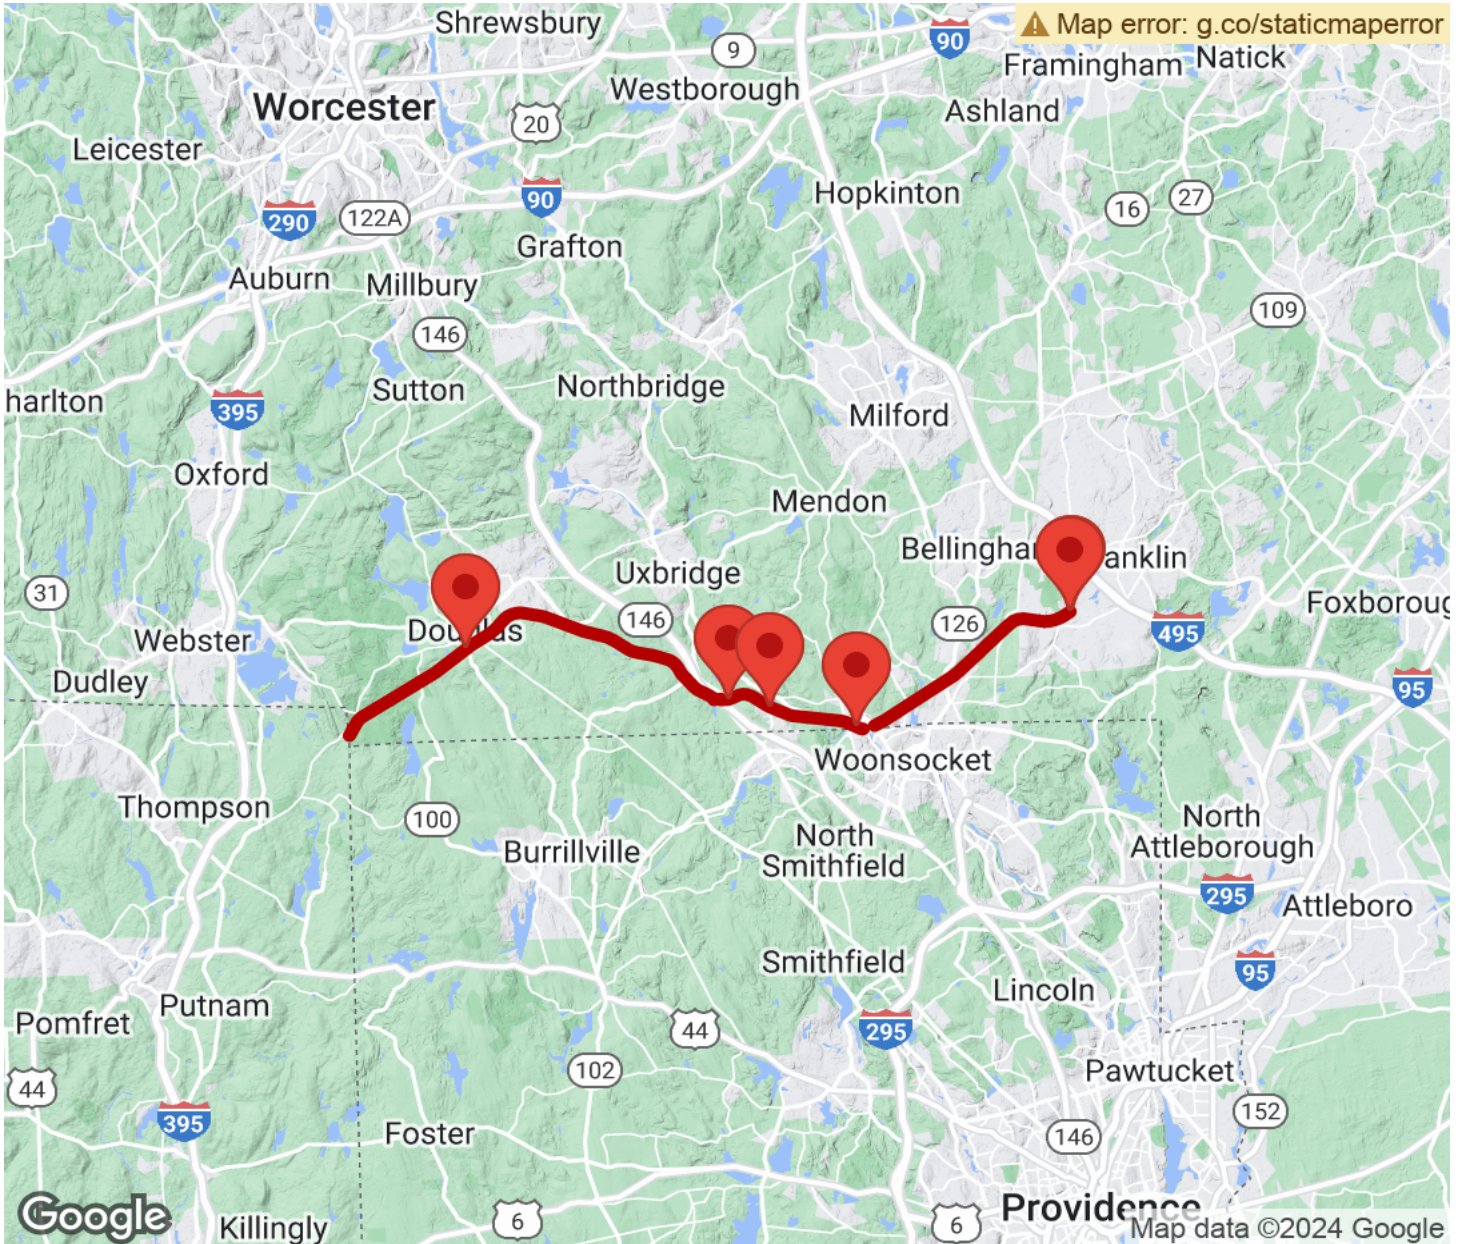 Shrewsbury
Map error: g.co/staticmaperror
90
9
Framingham
Natick
Westborough
Worcester
Ashland
20
Leicester
90
Hopkinton
27
16
290
122A
Grafton
Auburn
Millbury
109
146
Northbridge
Sutton
harlton
395
Milford
Oxford
Mendon
Bellingha
anklin
Uxbridge
31
Foxboroug
146
126
Do
las
495
Webster
Dudley
95
Woonsocket
Thompson
100
North
Attleborough
North
Smithfield
Burrillville
295
Attleboro
Smithfield
95
Lincoln
Putnam
Pomfret
44
295
102
Pawtucket
44
152
395
Foster
146
Providence
Google
Killingly
6
6
Map data ©2024 Google